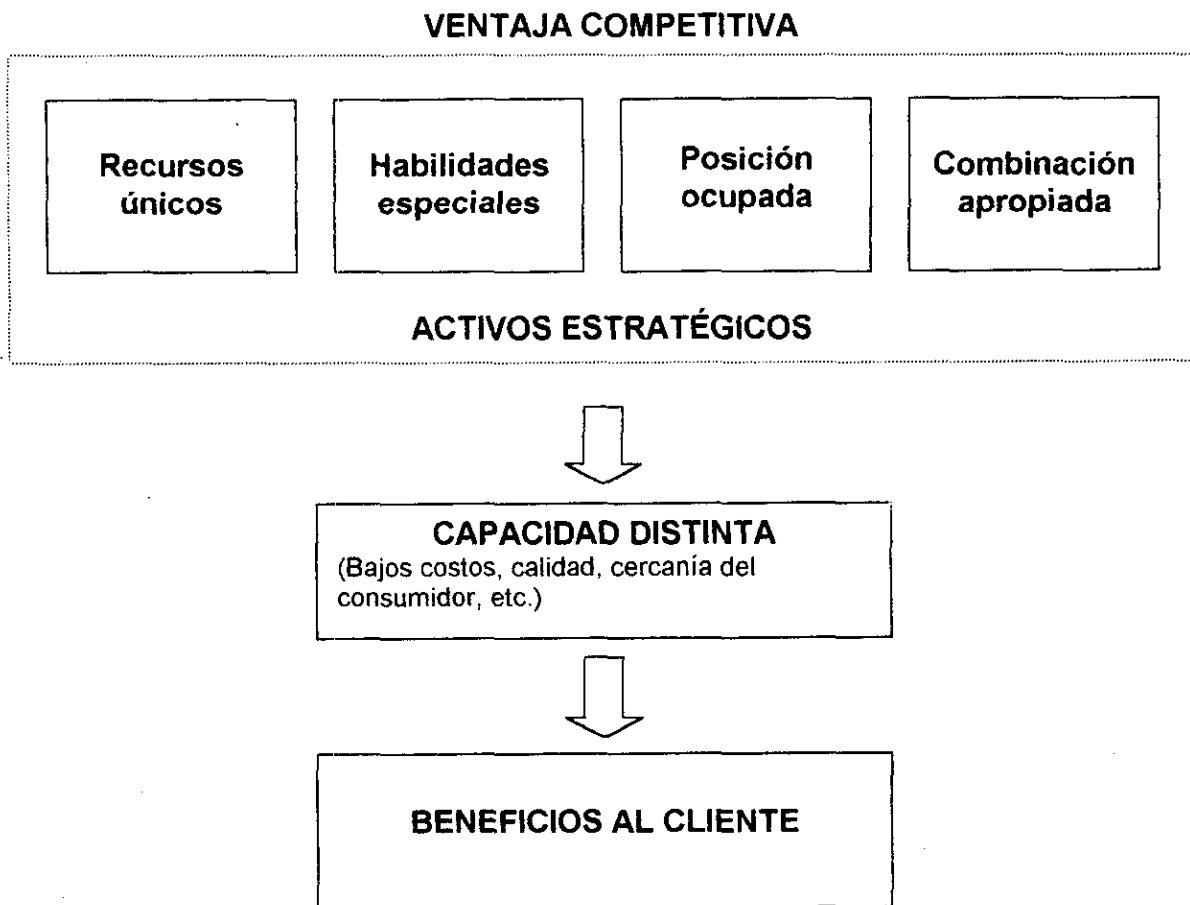 VENTAJA COMPETITIVA
Recursos
únicos
Habilidades
especiales
Posición
ocupada
Combinación
apropiada
ACTIVOS ESTRATÉGICOS
CAPACIDAD DISTINTA
(Bajos costos, calidad, cercanía del
consumidor, etc.)
BENEFICIOS AL CLIENTE